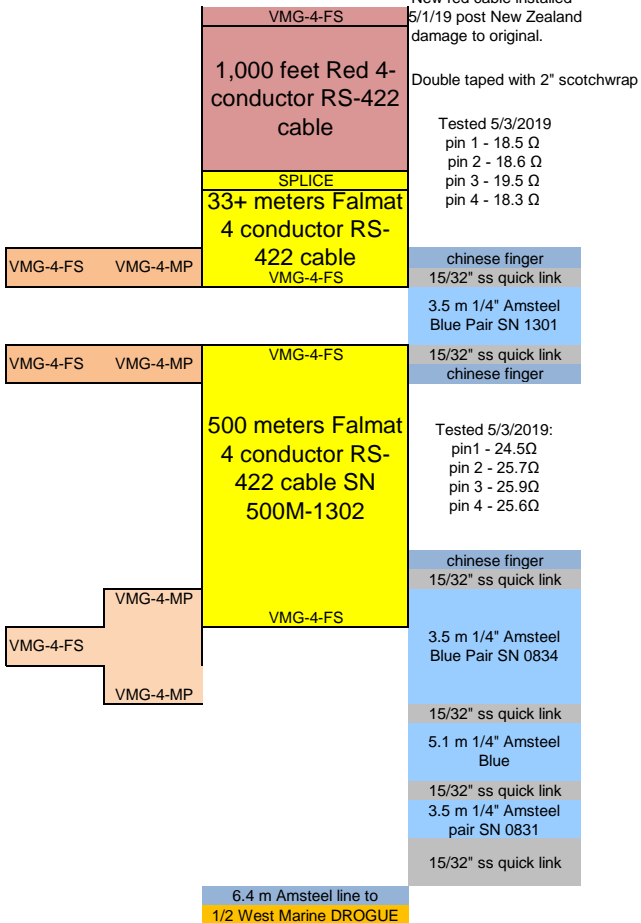 New red cable installed
VMG-4-FS
5/1/19 post New Zealand
damage to original.
1,000 feet Red 4-
conductor RS-422
cable
Double taped with 2" scotchwrap
Tested 5/3/2019
pin 1 - 18.5 Ω
pin 2 - 18.6 Ω
pin 3 - 19.5 Ω
pin 4 - 18.3 Ω
SPLICE
33+ meters Falmat
4 conductor RS-
422 cable
VMG-4-FS
VMG-4-FS
VMG-4-MP
chinese finger
15/32" ss quick link
3.5 m 1/4" Amsteel
Blue Pair SN 1301
VMG-4-FS
VMG-4-MP
VMG-4-FS
15/32" ss quick link
chinese finger
500 meters Falmat
4 conductor RS-
422 cable SN
500M-1302
Tested 5/3/2019:
pin1 - 24.5Ω
pin 2 - 25.7Ω
pin 3 - 25.9Ω
pin 4 - 25.6Ω
chinese finger
15/32" ss quick link
VMG-4-MP
VMG-4-FS
VMG-4-FS
VMG-4-MP
3.5 m 1/4" Amsteel
Blue Pair SN 0834
15/32" ss quick link
5.1 m 1/4" Amsteel
Blue
15/32" ss quick link
3.5 m 1/4" Amsteel
pair SN 0831
15/32" ss quick link
6.4 m Amsteel line to
1/2 West Marine DROGUE